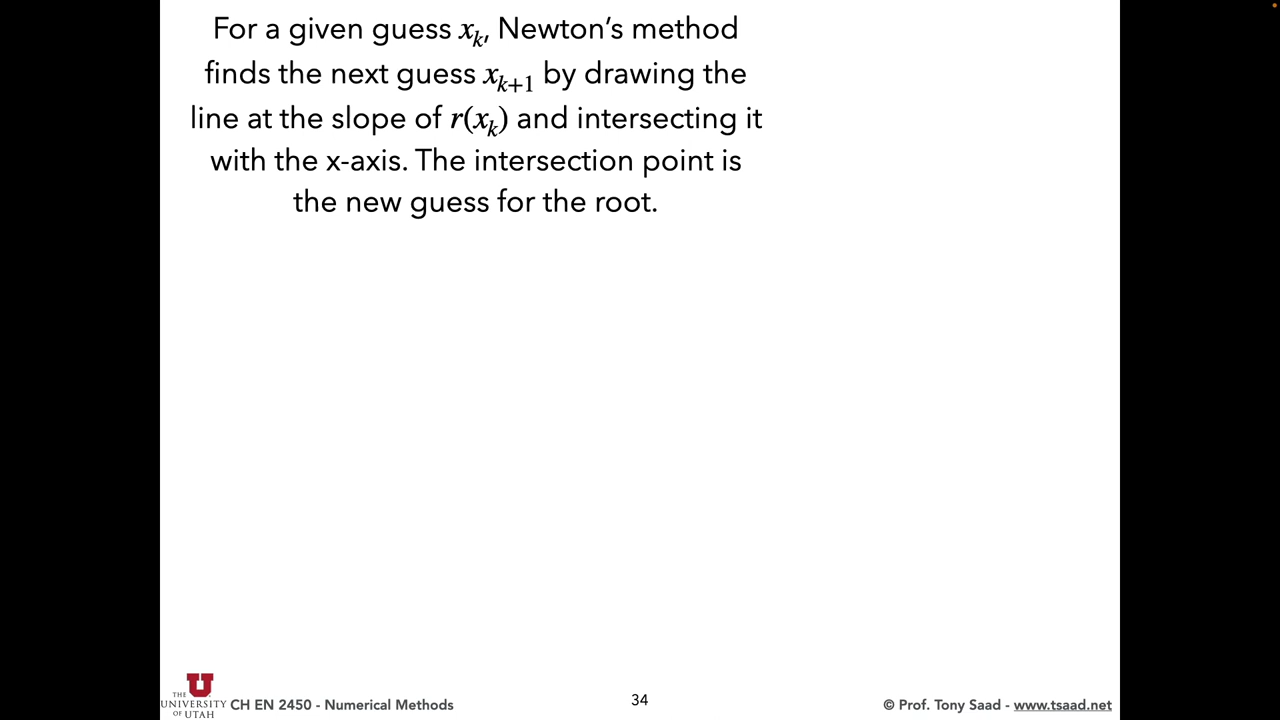 For a given guess xₖ, Newton’s method
finds the next guess xₖ₊₁ by drawing the
line at the slope of r(xₖ) and intersecting it
with the x-axis. The intersection point is
the new guess for the root.
U
THE
UNIVERSITY
OF UTAH
CH EN 2450 - Numerical Methods
34
© Prof. Tony Saad - www.tsaad.net